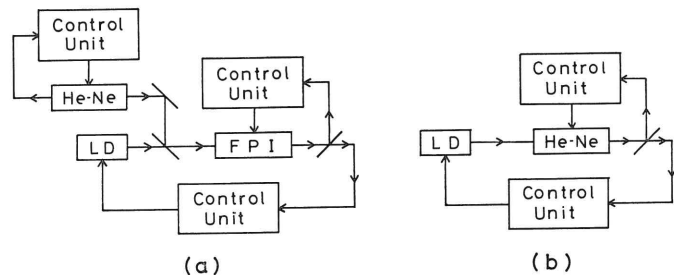 Control
Unit
He-Ne
Control
Unit
LD
FPI
Control
Unit
(a)
Control
Unit
LD
He-Ne
Control
Unit
(b)